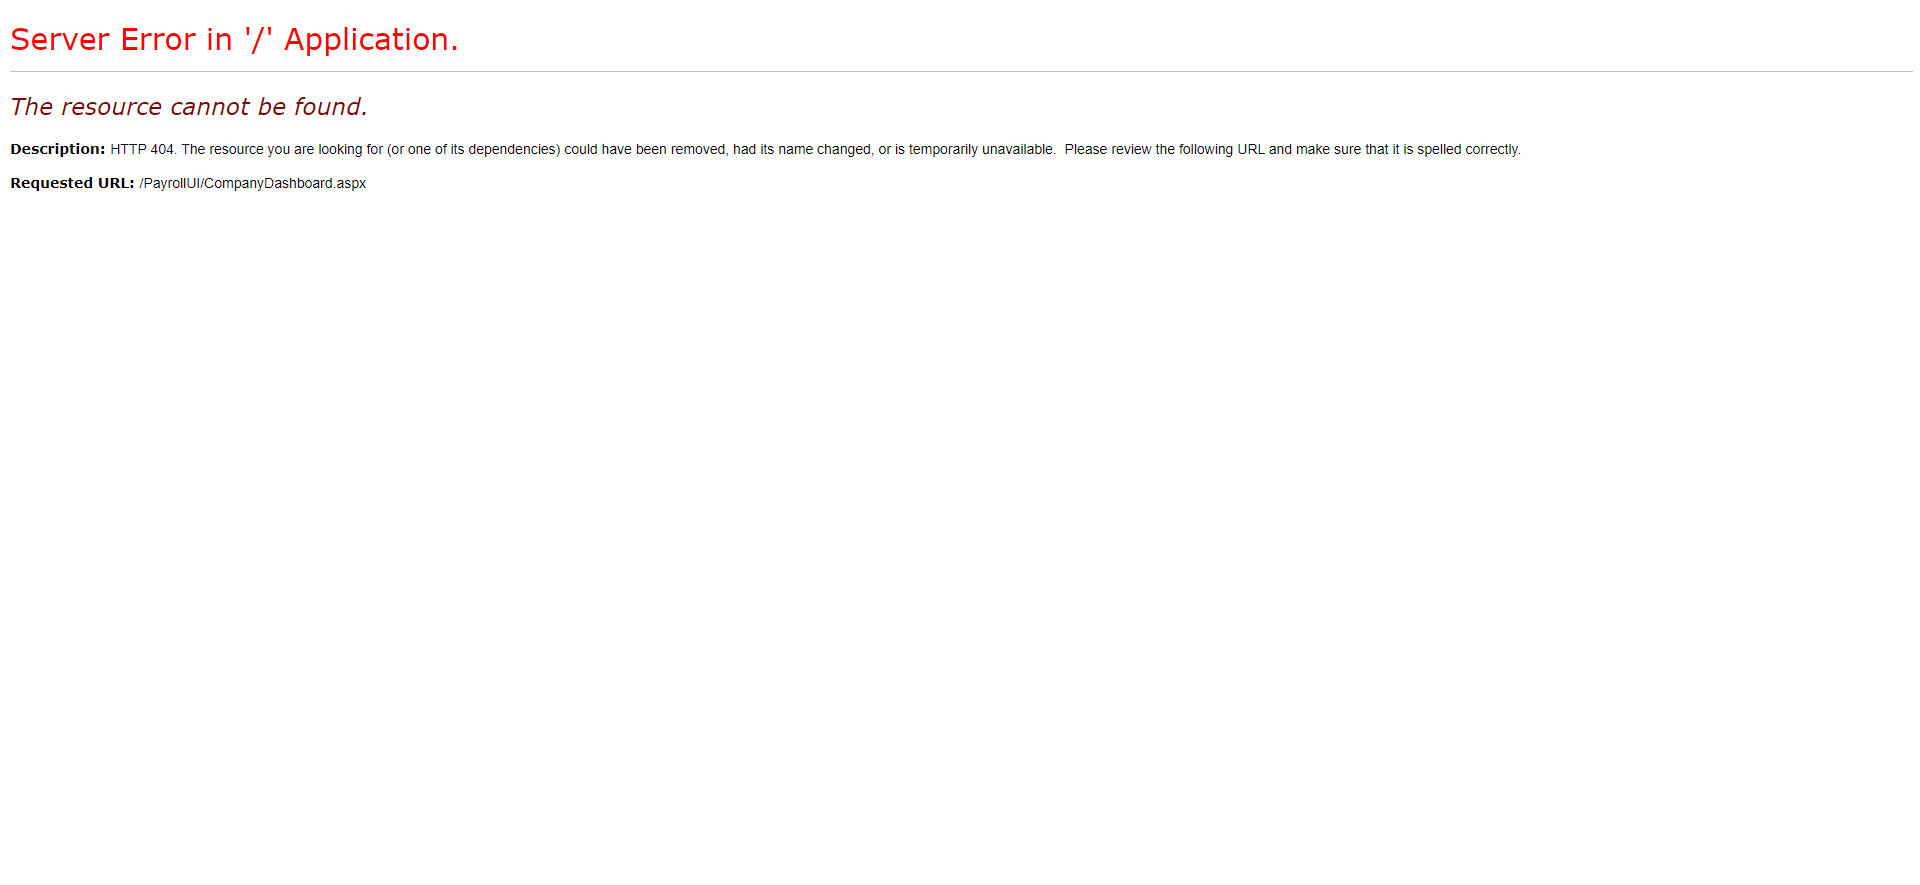 Server Error in '/' Application.
The resource cannot be found.
Description: HTTP 404. The resource you are looking for (or one of its dependencies) could have been removed, had its name changed, or is temporarily unavailable.  Please review the following URL and make sure that it is spelled correctly.
Requested URL: /PayrollUI/CompanyDashboard.aspx